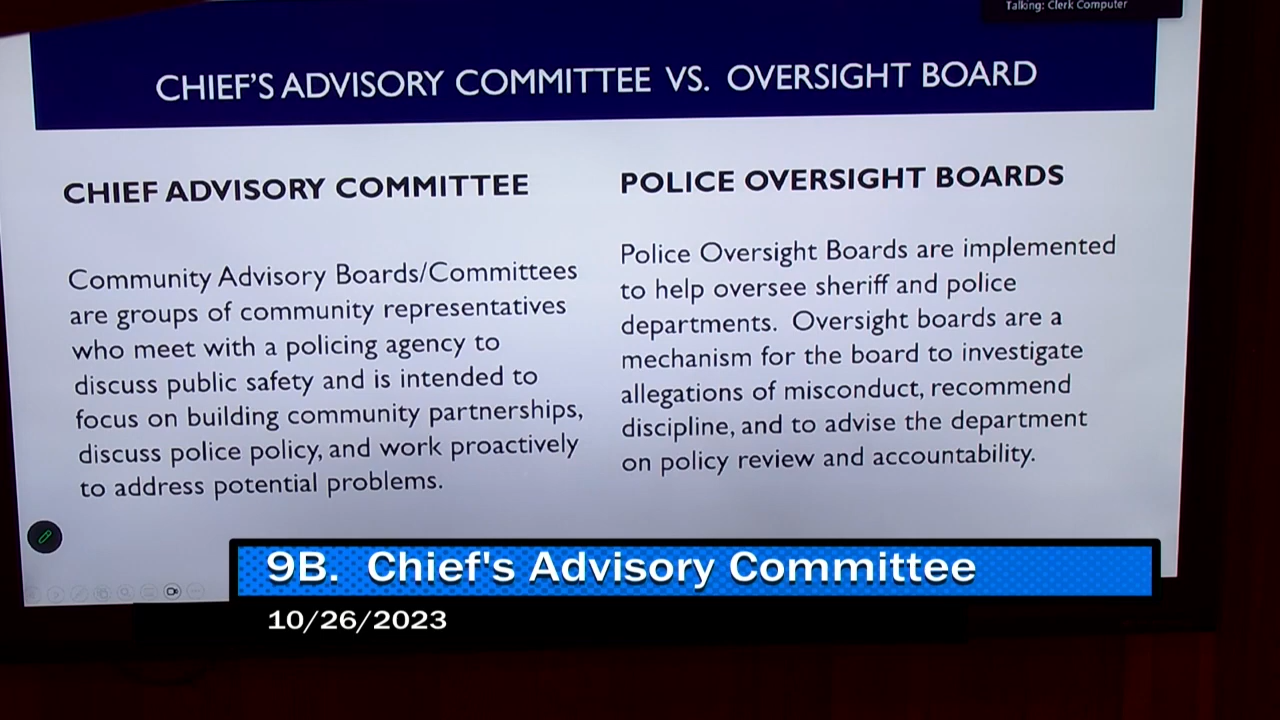 Talking: Clerk Computer
CHIEF'S ADVISORY COMMITTEE VS. OVERSIGHT BOARD
CHIEF ADVISORY COMMITTEE
Community Advisory Boards/Committees
are groups of community representatives
who meet with a policing agency to
discuss public safety and is intended to
focus on building community partnerships,
discuss police policy, and work proactively
to address potential problems.
POLICE OVERSIGHT BOARDS
Police Oversight Boards are implemented
to help oversee sheriff and police
departments. Oversight boards are a
mechanism for the board to investigate
allegations of misconduct, recommend
discipline, and to advise the department
on policy review and accountability.
9B. Chief's Advisory Committee
10/26/2023